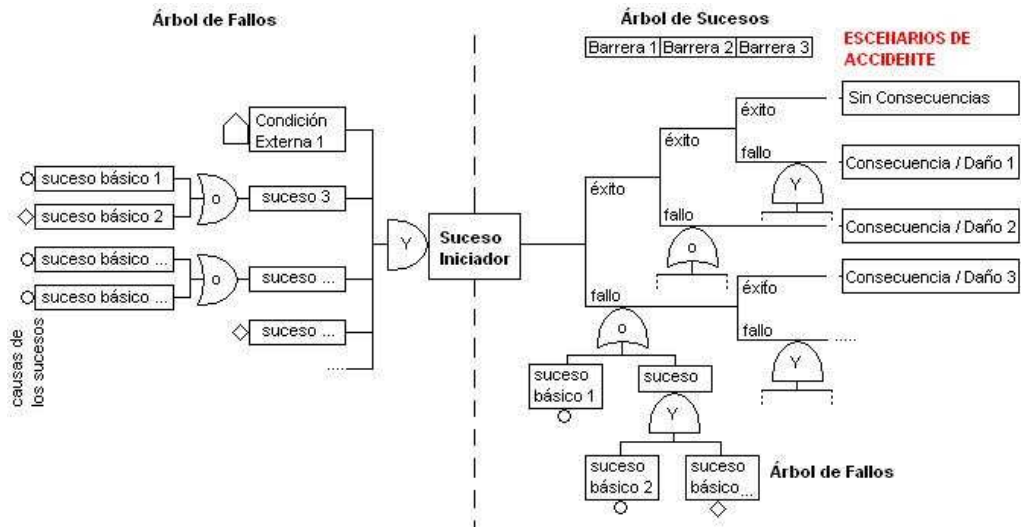 Árbol de Fallos
Condición
Externa 1
suceso básico 1
suceso básico 2
o
suceso 3
suceso básico ...
suceso básico ...
o
suceso ...
suceso ...
.....
causas de
los sucesos
Y
Suceso
Iniciador
Árbol de Sucesos
Barrera 1 Barrera 2 Barrera 3
ESCENARIOS DE
ACCIDENTE
éxito
Sin Consecuencias
éxito
fallo
Consecuencia / Daño 1
Y
éxito
fallo
Consecuencia / Daño 2
o
éxito
Consecuencia / Daño 3
fallo
fallo
.....
o
Y
suceso
básico 1
suceso
Y
suceso
básico 2
suceso
básico...
Árbol de Fallos